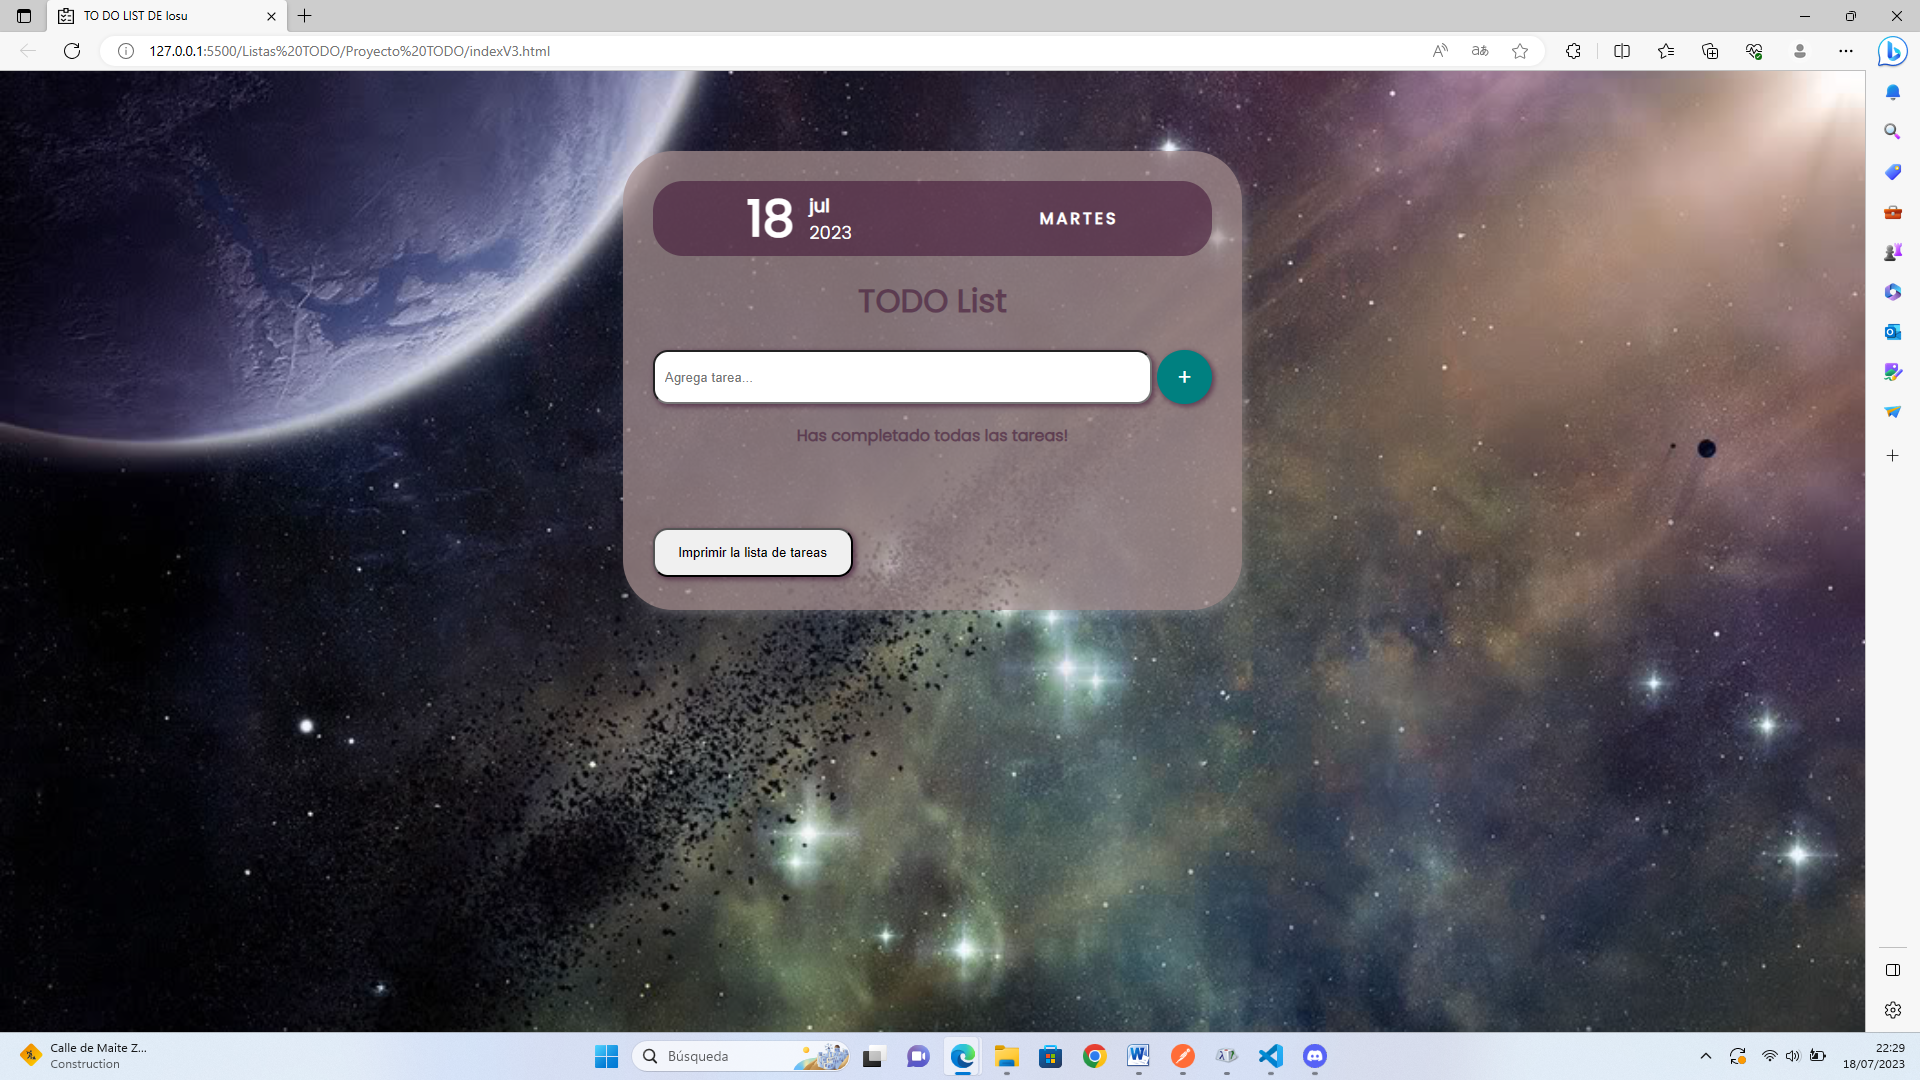 TO DO LIST DE Iosu
127.0.0.1:5500/Listas%20TODO/Proyecto%20TODO/indexV3.html
18
jul
2023
MARTES
TODO List
Agrega tarea...
+
Has completado todas las tareas!
Imprimir la lista de tareas
Calle de Maite Z...
Construction
Búsqueda
22:29
18/07/2023